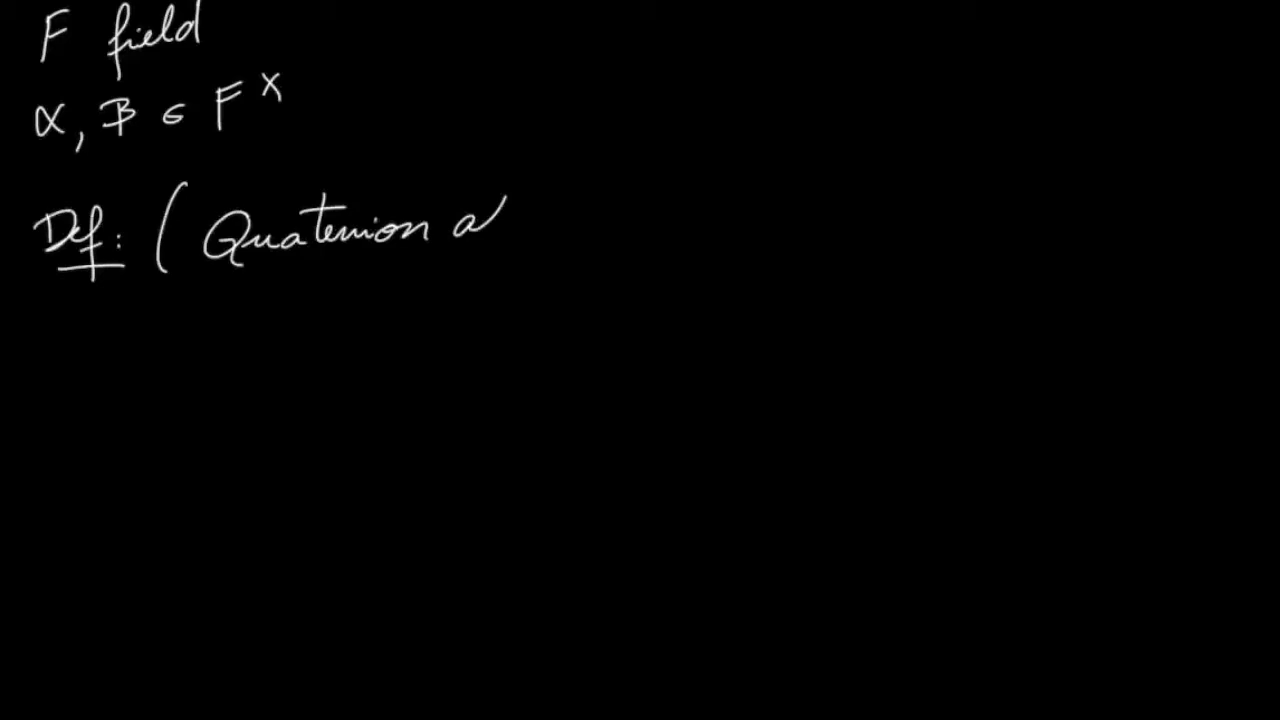 F field
α, β ∈ F^×
Def: ( Quaternion a